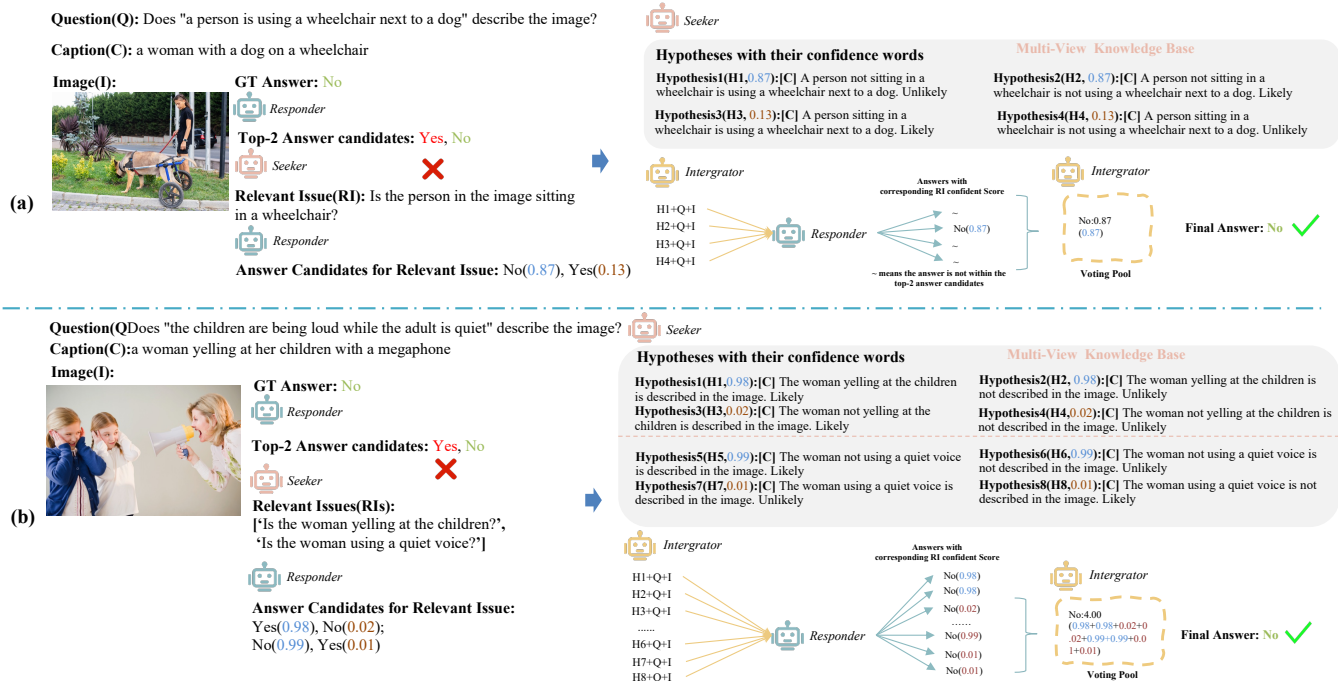 (a)
Question(Q): Does "a person is using a wheelchair next to a dog" describe the image?
Caption(C): a woman with a dog on a wheelchair
Image(I):
GT Answer: No
Responder
Top-2 Answer candidates: Yes, No
Seeker
Relevant Issue(RI): Is the person in the image sitting
in a wheelchair?
Responder
Answer Candidates for Relevant Issue: No(0.87), Yes(0.13)
Seeker
Hypotheses with their confidence words
Multi-View Knowledge Base
Hypothesis1(H1,0.87):[C] A person not sitting in a
wheelchair is using a wheelchair next to a dog. Unlikely
Hypothesis2(H2, 0.87):[C] A person not sitting in a
wheelchair is not using a wheelchair next to a dog. Likely
Hypothesis3(H3, 0.13):[C] A person sitting in a
wheelchair is using a wheelchair next to a dog. Likely
Hypothesis4(H4, 0.13):[C] A person sitting in a
wheelchair is not using a wheelchair next to a dog. Unlikely
Intergrator
H1+Q+I
H2+Q+I
H3+Q+I
H4+Q+I
Responder
Answers with
corresponding RI confident Score
~
No(0.87)
~
~
~ means the answer is not within the
top-2 answer candidates
Intergrator
No:0.87
(0.87)
Voting Pool
Final Answer: No
(b)
Question(QDoes "the children are being loud while the adult is quiet" describe the image?
Caption(C):a woman yelling at her children with a megaphone
Image(I):
GT Answer: No
Responder
Top-2 Answer candidates: Yes, No
Seeker
Relevant Issues(RIs):
[‘Is the woman yelling at the children?’,
‘Is the woman using a quiet voice?’]
Responder
Answer Candidates for Relevant Issue:
Yes(0.98), No(0.02);
No(0.99), Yes(0.01)
Seeker
Hypotheses with their confidence words
Multi-View Knowledge Base
Hypothesis1(H1,0.98):[C] The woman yelling at the children
is described in the image. Likely
Hypothesis2(H2, 0.98):[C] The woman yelling at the children is
not described in the image. Unlikely
Hypothesis3(H3,0.02):[C] The woman not yelling at the
children is described in the image. Likely
Hypothesis4(H4,0.02):[C] The woman not yelling at the children is
not described in the image. Unlikely
Hypothesis5(H5,0.99):[C] The woman not using a quiet voice
is described in the image. Likely
Hypothesis6(H6,0.99):[C] The woman not using a quiet voice is
not described in the image. Unlikely
Hypothesis7(H7,0.01):[C] The woman using a quiet voice is
described in the image. Unlikely
Hypothesis8(H8,0.01):[C] The woman using a quiet voice is not
described in the image. Likely
Intergrator
H1+Q+I
H2+Q+I
H3+Q+I
......
H6+Q+I
H7+Q+I
H8+Q+I
Responder
Answers with
corresponding RI confident Score
No(0.98)
No(0.98)
No(0.02)
......
No(0.99)
No(0.01)
No(0.01)
Intergrator
No:4.00
(0.98+0.98+0.02+0
.02+0.99+0.99+0.0
1+0.01)
Voting Pool
Final Answer: No